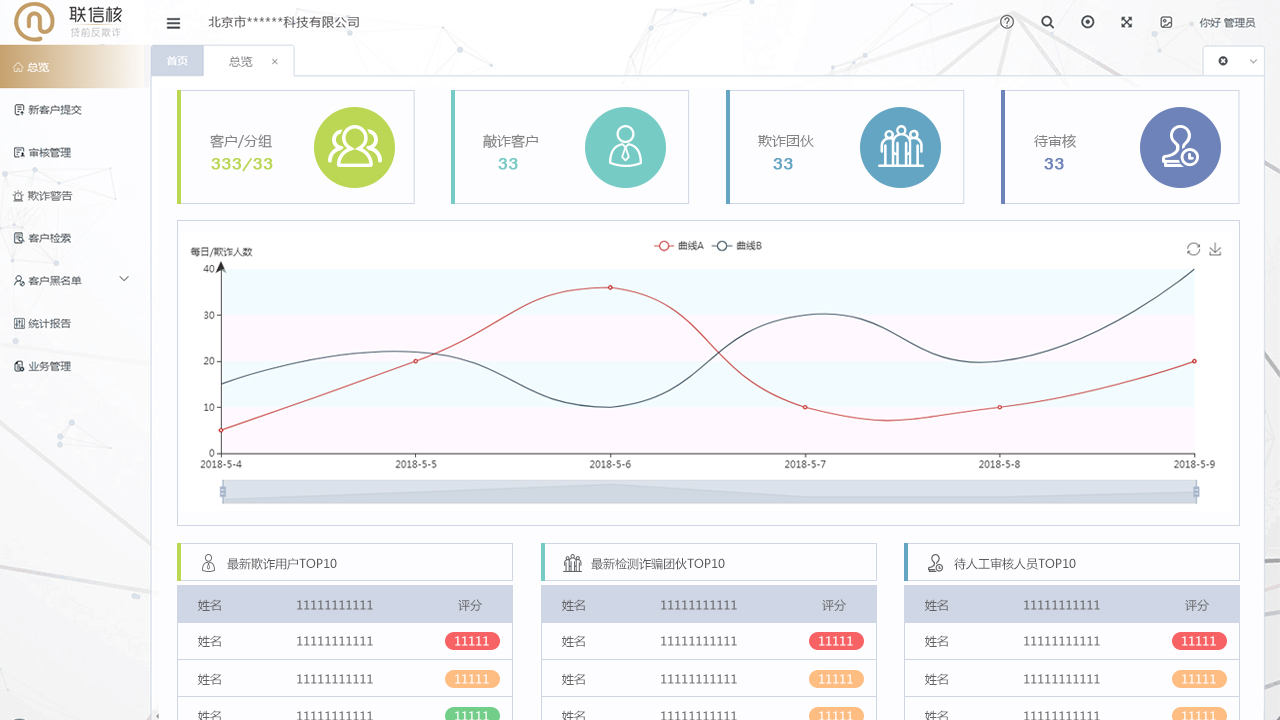 联信核
贷前反欺诈
北京市******科技有限公司
你好 管理员
首页
总览
总览
新客户提交
审核管理
欺诈警告
客户检索
客户黑名单
统计报告
业务管理
客户/分组
333/33
敲诈客户
33
欺诈团伙
33
待审核
33
每日/欺诈人数
曲线A
曲线B
40
30
20
10
0
2018-5-4
2018-5-5
2018-5-6
2018-5-7
2018-5-8
2018-5-9
最新欺诈用户TOP10
姓名 11111111111 评分
姓名 11111111111 11111
姓名 11111111111 11111
姓名 11111111111 11111
最新检测诈骗团伙TOP10
姓名 11111111111 评分
姓名 11111111111 11111
姓名 11111111111 11111
姓名 11111111111 11111
待人工审核人员TOP10
姓名 11111111111 评分
姓名 11111111111 11111
姓名 11111111111 11111
姓名 11111111111 11111